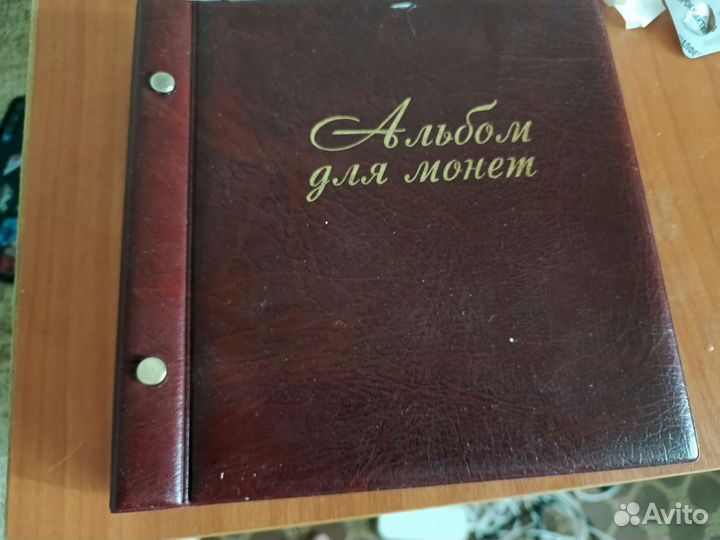 Альбом
для монет
Avito